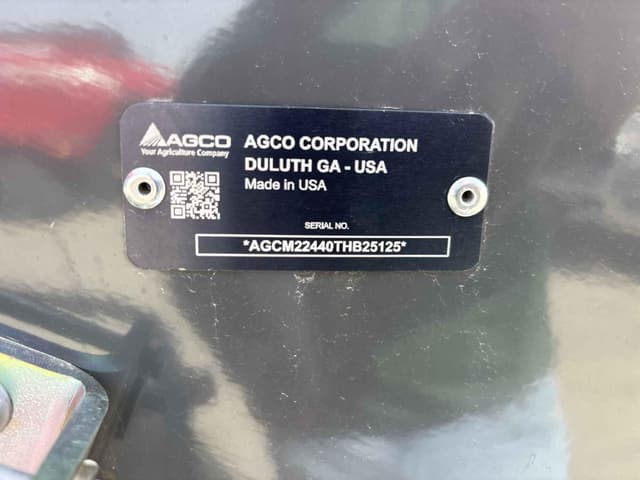 AGCO
Your Agriculture Company
AGCO CORPORATION
DULUTH GA - USA
Made in USA
SERIAL NO.
*AGCM22440THB25125*